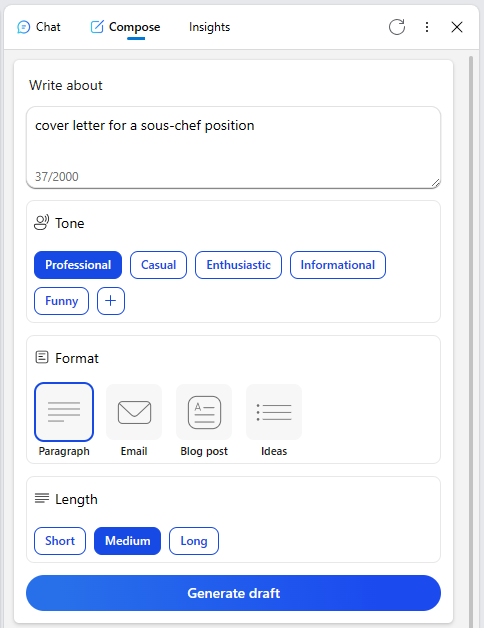 Chat Compose Insights
Write about
cover letter for a sous-chef position
37/2000
Tone
Professional Casual Enthusiastic Informational
Funny +
Format
A
Paragraph Email Blog post Ideas
Length
Short Medium Long
Generate draft